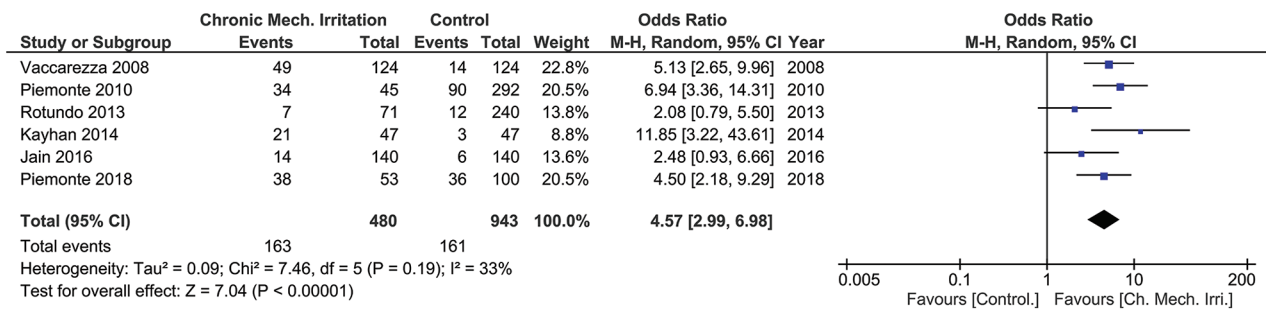 Chronic Mech. Irritation Control Odds Ratio Odds Ratio
Study or Subgroup Events Total Events Total Weight M-H, Random, 95% CI Year M-H, Random, 95% CI
Vaccarezza 2008 49 124 14 124 22.8% 5.13 [2.65, 9.96] 2008
Piemonte 2010 34 45 90 292 20.5% 6.94 [3.36, 14.31] 2010
Rotundo 2013 7 71 12 240 13.8% 2.08 [0.79, 5.50] 2013
Kayhan 2014 21 47 3 47 8.8% 11.85 [3.22, 43.61] 2014
Jain 2016 14 140 6 140 13.6% 2.48 [0.93, 6.66] 2016
Piemonte 2018 38 53 36 100 20.5% 4.50 [2.18, 9.29] 2018
Total (95% CI) 480 943 100.0% 4.57 [2.99, 6.98]
Total events 163 161
Heterogeneity: Tau² = 0.09; Chi² = 7.46, df = 5 (P = 0.19); I² = 33%
Test for overall effect: Z = 7.04 (P < 0.00001)
0.005 0.1 1 10 200
Favours [Control.] Favours [Ch. Mech. Irri.]